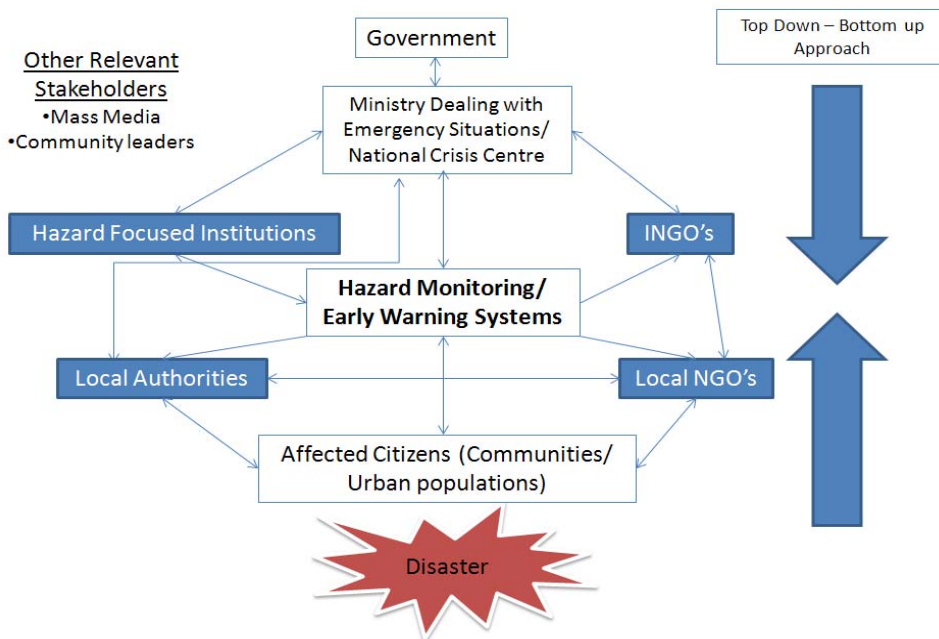 Government
Top Down – Bottom up
Approach
Other Relevant
Stakeholders
•Mass Media
•Community leaders
Ministry Dealing with
Emergency Situations/
National Crisis Centre
Hazard Focused Institutions
INGO's
Hazard Monitoring/
Early Warning Systems
Local Authorities
Local NGO's
Affected Citizens (Communities/
Urban populations)
Disaster